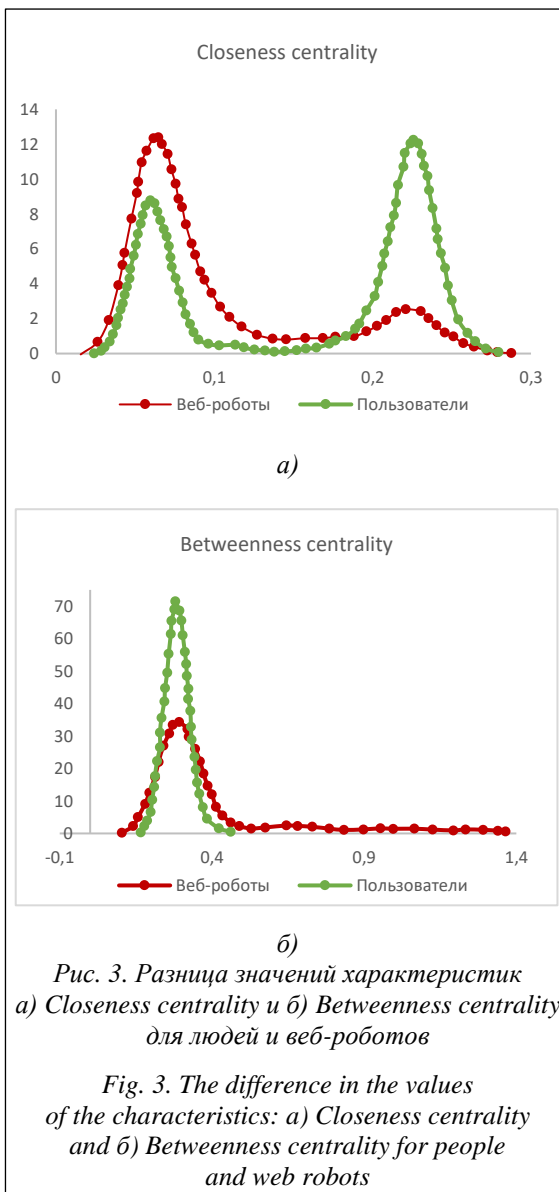 Closeness centrality
14
12
10
8
6
4
2
0
0 0,1 0,2 0,3
Веб-роботы Пользователи
а)
Betweenness centrality
70
60
50
40
30
20
10
0
-0,1 0,4 0,9 1,4
Веб-роботы Пользователи
б)
Рис. 3. Разница значений характеристик
а) Closeness centrality и б) Betweenness centrality
для людей и веб-роботов
Fig. 3. The difference in the values
of the characteristics: а) Closeness centrality
and б) Betweenness centrality for people
and web robots